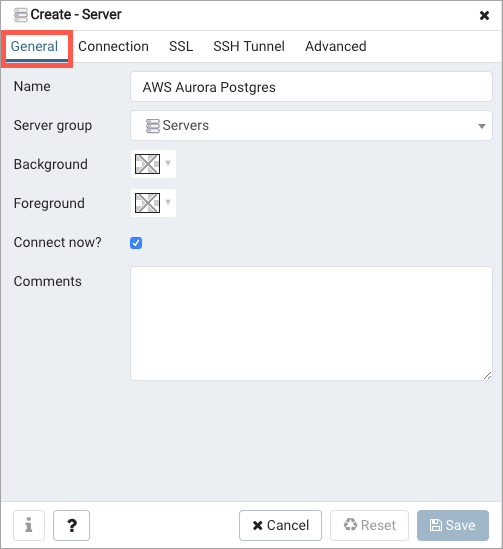 Create - Server
General Connection SSL SSH Tunnel Advanced
Name AWS Aurora Postgres
Server group Servers
Background
Foreground
Connect now?
Comments
i ? Cancel Reset Save